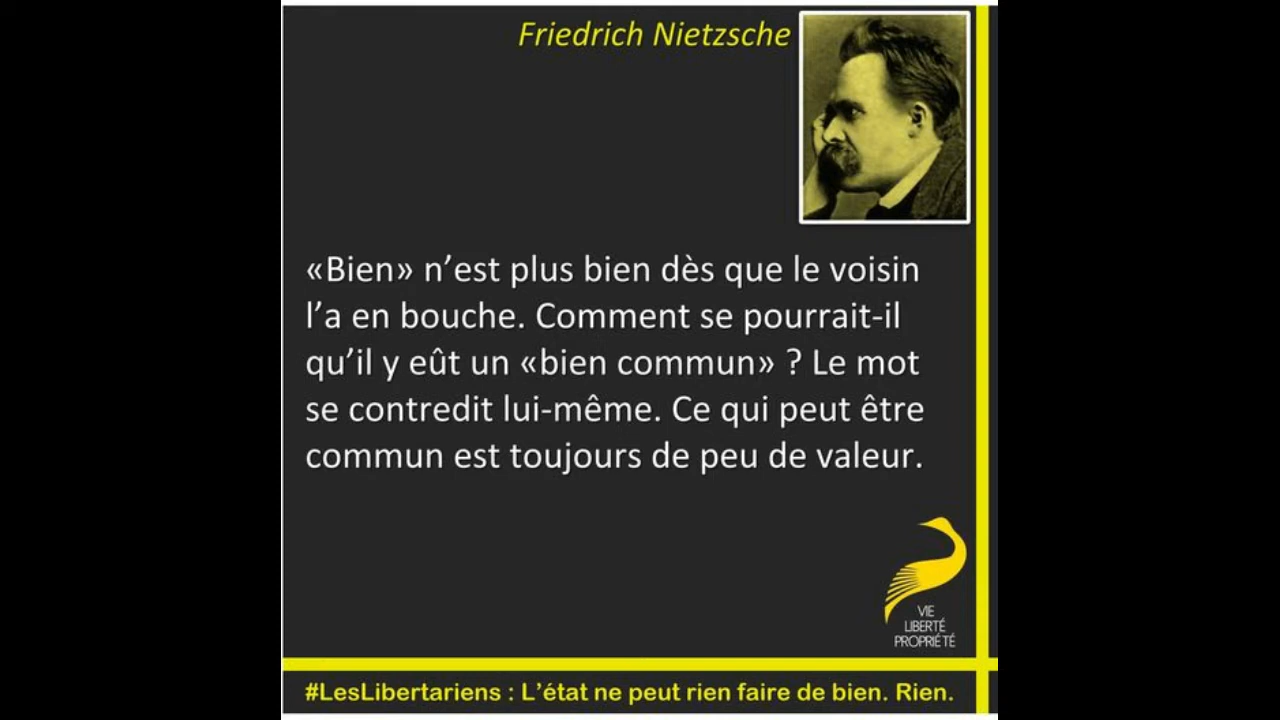 Friedrich Nietzsche
«Bien» n’est plus bien dès que le voisin
l’a en bouche. Comment se pourrait-il
qu’il y eût un «bien commun» ? Le mot
se contredit lui-même. Ce qui peut être
commun est toujours de peu de valeur.
VIE
LIBERTÉ
PROPRIÉTÉ
#LesLibertariens : L’état ne peut rien faire de bien. Rien.